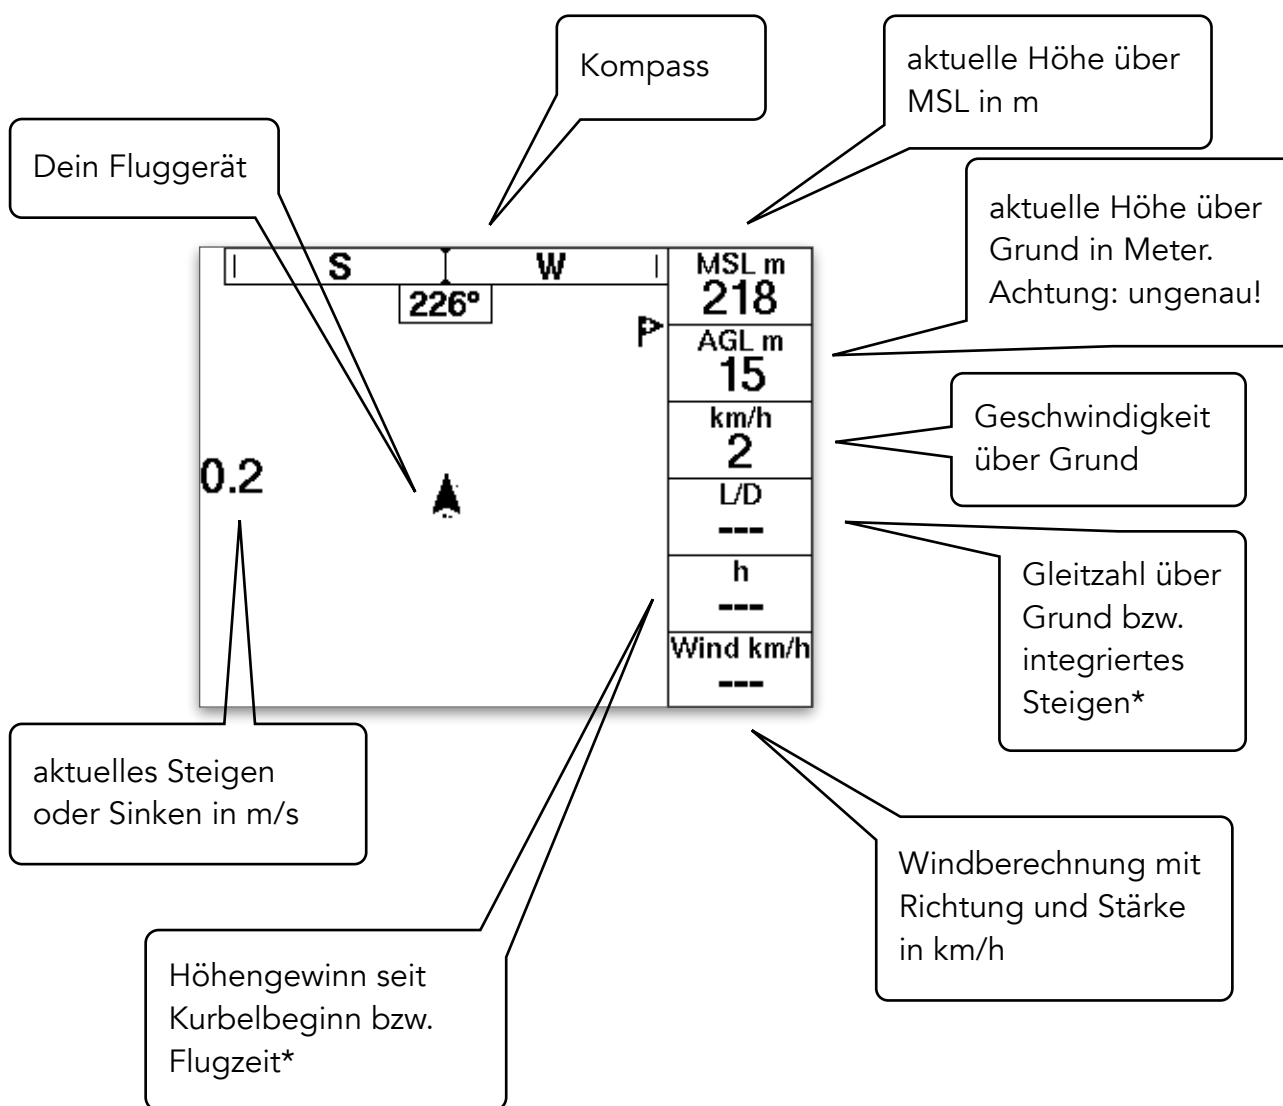 Kompass
aktuelle Höhe über
MSL in m
Dein Fluggerät
aktuelle Höhe über
Grund in Meter.
Achtung: ungenau!
S
W
226°
MSL m
218
AGL m
15
km/h
2
L/D
---
h
---
Wind km/h
---
0.2
Geschwindigkeit
über Grund
Gleitzahl über
Grund bzw.
integriertes
Steigen*
aktuelles Steigen
oder Sinken in m/s
Windberechnung mit
Richtung und Stärke
in km/h
Höhengewinn seit
Kurbelbeginn bzw.
Flugzeit*